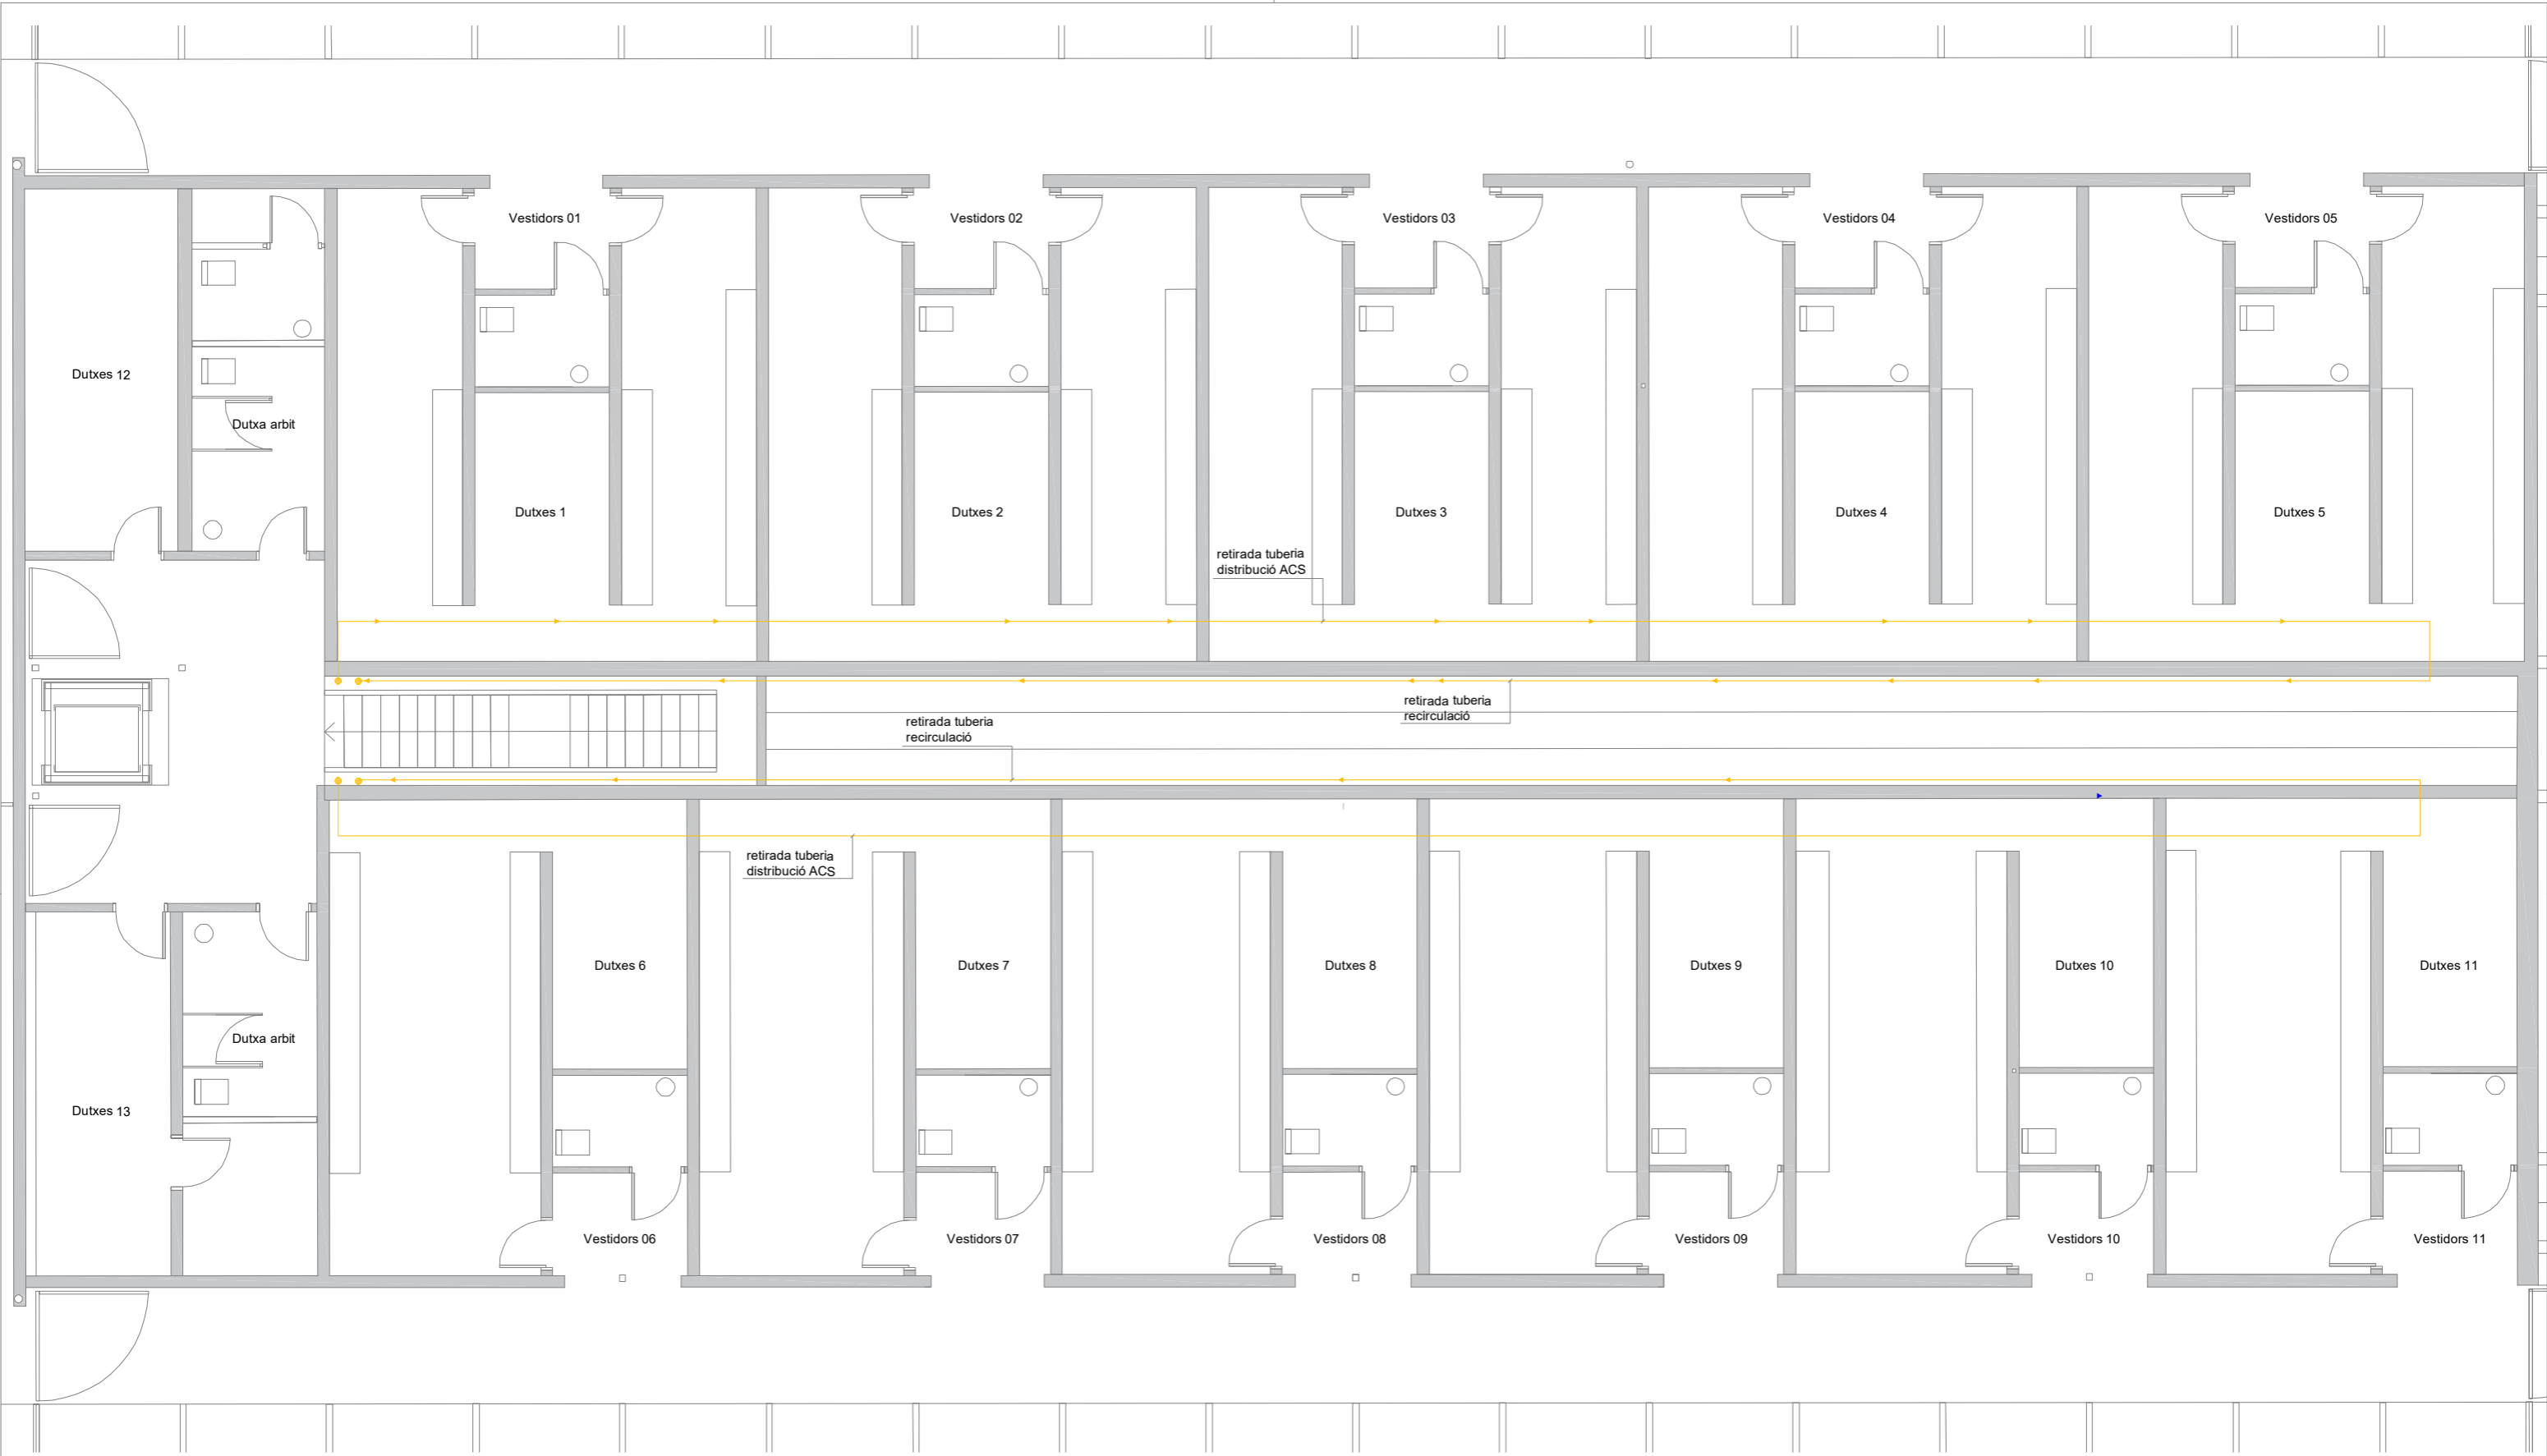 Vestidors 01
Vestidors 02
Vestidors 03
Vestidors 04
Vestidors 05
Dutxes 12
Dutxa arbit
Dutxes 1
Dutxes 2
Dutxes 3
Dutxes 4
Dutxes 5
retirada tuberia
distribució ACS
retirada tuberia
recirculació
retirada tuberia
recirculació
retirada tuberia
distribució ACS
Dutxes 6
Dutxes 7
Dutxes 8
Dutxes 9
Dutxes 10
Dutxes 11
Dutxa arbit
Dutxes 13
Vestidors 06
Vestidors 07
Vestidors 08
Vestidors 09
Vestidors 10
Vestidors 11